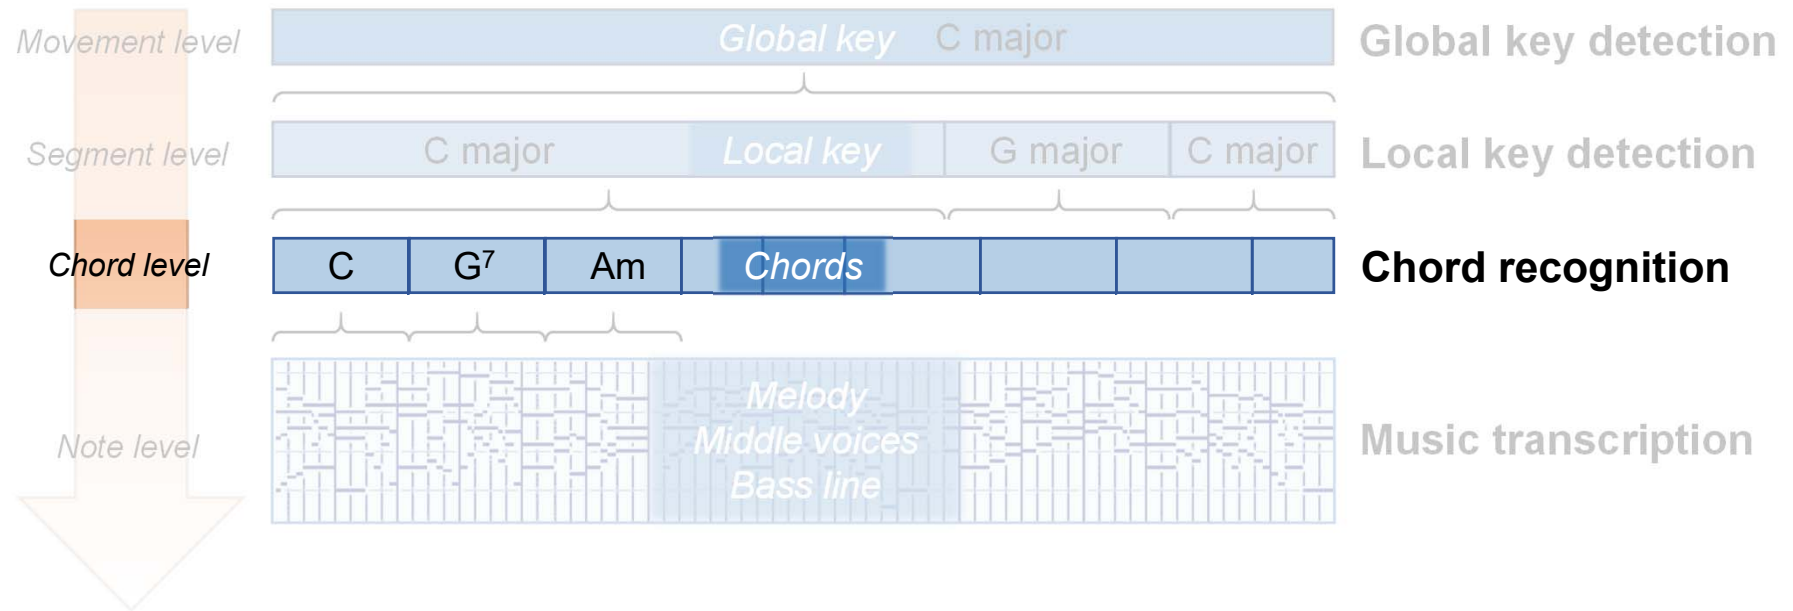 Movement level Global key C major Global key detection
Segment level C major Local key G major C major Local key detection
Chord level C G⁷ Am Chords Chord recognition
Melody
Note level Middle voices Music transcription
Bass line